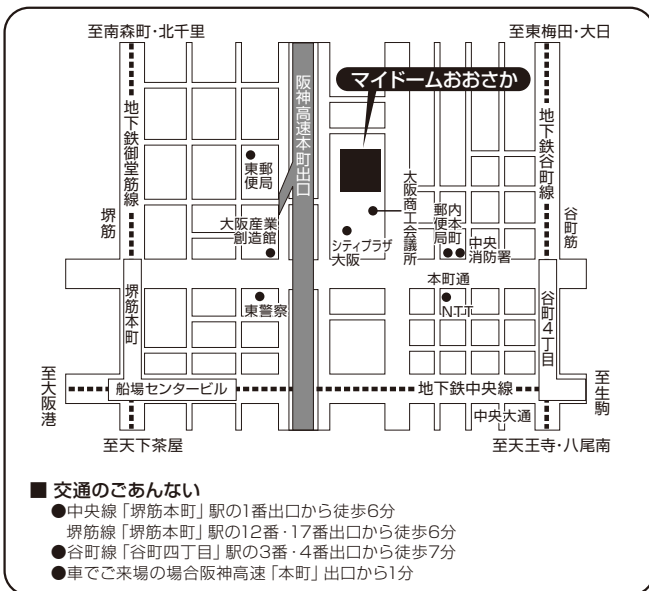 至南森町・北千里
至東梅田・大日
地下鉄御堂筋線
阪神高速本町出口
マイドームおおさか
地下鉄谷町線
東郵便局
堺筋
大阪産業創造館
シティプラザ大阪
大阪商工会議所
内本町郵便局
中央消防署
谷町筋
本町通
堺筋本町
東警察
NTT
谷町4丁目
至大阪港
船場センタービル
地下鉄中央線
至生駒
中央大通
至天下茶屋
至天王寺・八尾南
■ 交通のごあんない
●中央線「堺筋本町」駅の1番出口から徒歩6分
堺筋線「堺筋本町」駅の12番・17番出口から徒歩6分
●谷町線「谷町四丁目」駅の3番・4番出口から徒歩7分
●車でご来場の場合阪神高速「本町」出口から1分